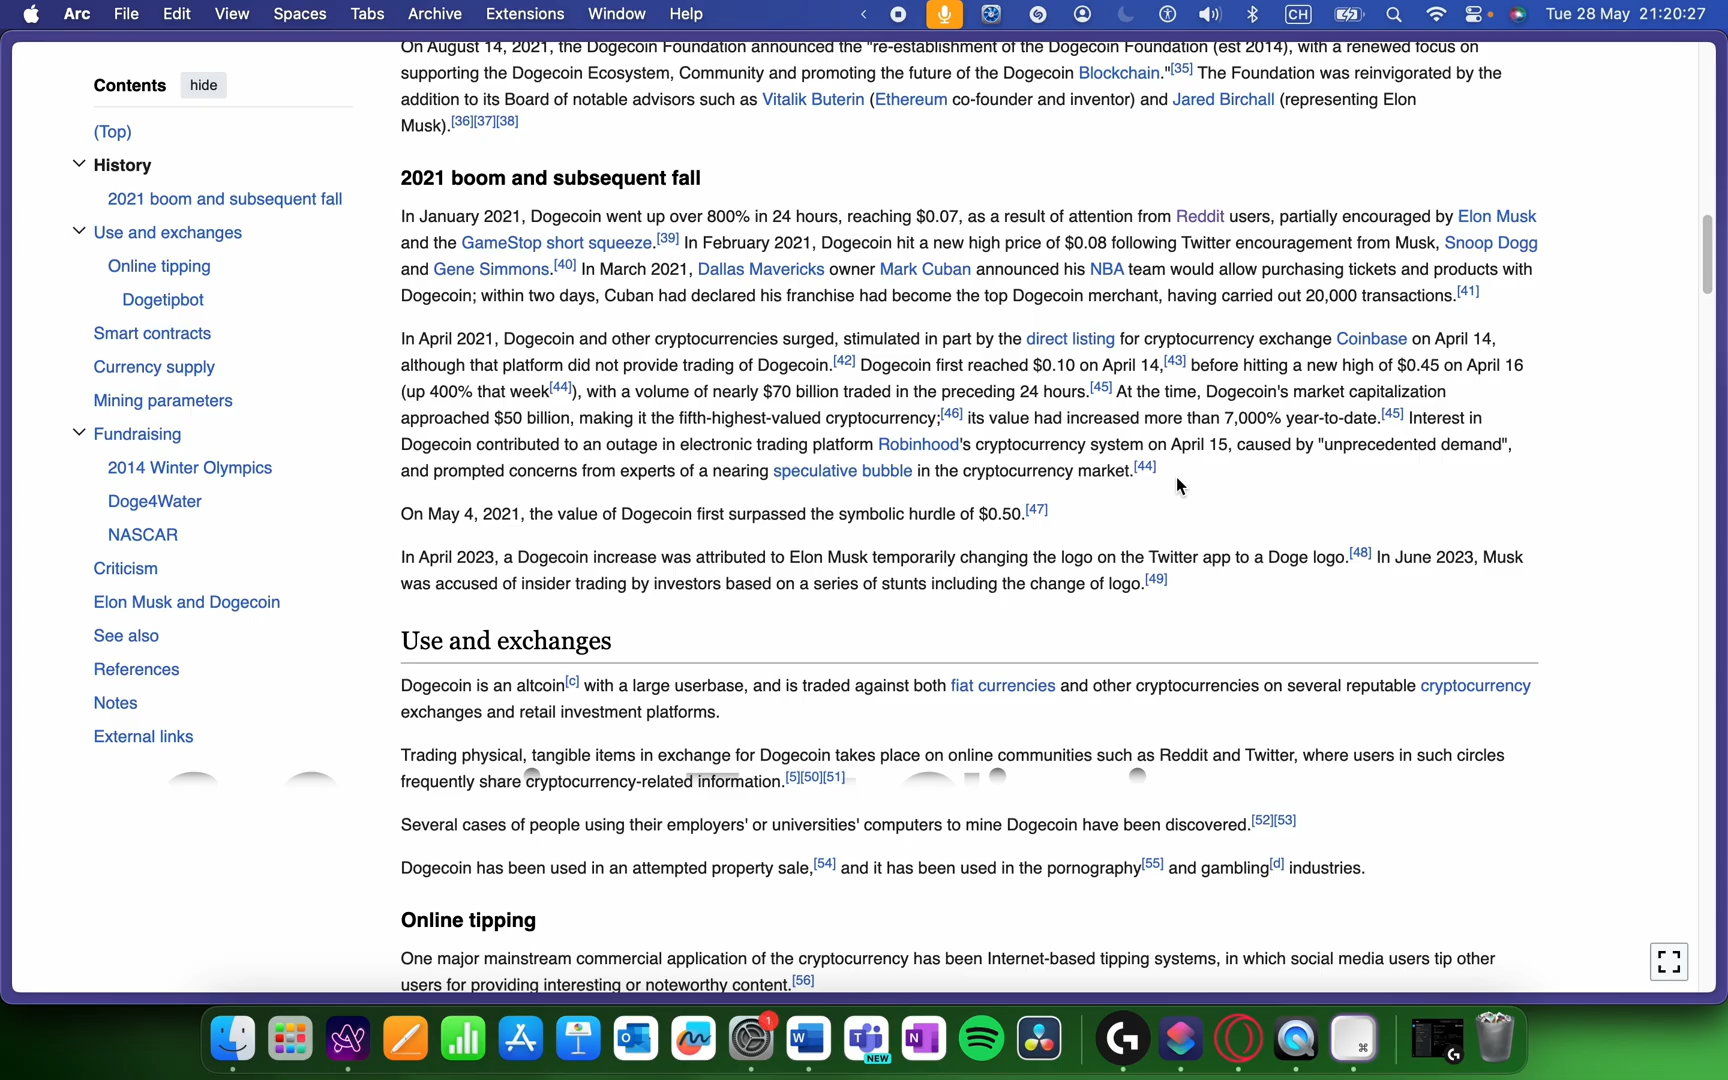 Arc File Edit View Spaces Tabs Archive Extensions Window Help CH Tue 28 May 21:20:27
Contents hide
(Top)
History
2021 boom and subsequent fall
Use and exchanges
Online tipping
Dogetipbot
Smart contracts
Currency supply
Mining parameters
Fundraising
2014 Winter Olympics
Doge4Water
NASCAR
Criticism
Elon Musk and Dogecoin
See also
References
Notes
External links
On August 14, 2021, the Dogecoin Foundation announced the "re-establishment of the Dogecoin Foundation (est 2014), with a renewed focus on
supporting the Dogecoin Ecosystem, Community and promoting the future of the Dogecoin Blockchain."[35] The Foundation was reinvigorated by the
addition to its Board of notable advisors such as Vitalik Buterin (Ethereum co-founder and inventor) and Jared Birchall (representing Elon
Musk).[36][37][38]
2021 boom and subsequent fall
In January 2021, Dogecoin went up over 800% in 24 hours, reaching $0.07, as a result of attention from Reddit users, partially encouraged by Elon Musk
and the GameStop short squeeze.[39] In February 2021, Dogecoin hit a new high price of $0.08 following Twitter encouragement from Musk, Snoop Dogg
and Gene Simmons.[40] In March 2021, Dallas Mavericks owner Mark Cuban announced his NBA team would allow purchasing tickets and products with
Dogecoin; within two days, Cuban had declared his franchise had become the top Dogecoin merchant, having carried out 20,000 transactions.[41]
In April 2021, Dogecoin and other cryptocurrencies surged, stimulated in part by the direct listing for cryptocurrency exchange Coinbase on April 14,
although that platform did not provide trading of Dogecoin.[42] Dogecoin first reached $0.10 on April 14,[43] before hitting a new high of $0.45 on April 16
(up 400% that week[44]), with a volume of nearly $70 billion traded in the preceding 24 hours.[45] At the time, Dogecoin's market capitalization
approached $50 billion, making it the fifth-highest-valued cryptocurrency;[46] its value had increased more than 7,000% year-to-date.[45] Interest in
Dogecoin contributed to an outage in electronic trading platform Robinhood's cryptocurrency system on April 15, caused by "unprecedented demand",
and prompted concerns from experts of a nearing speculative bubble in the cryptocurrency market.[44]
On May 4, 2021, the value of Dogecoin first surpassed the symbolic hurdle of $0.50.[47]
In April 2023, a Dogecoin increase was attributed to Elon Musk temporarily changing the logo on the Twitter app to a Doge logo.[48] In June 2023, Musk
was accused of insider trading by investors based on a series of stunts including the change of logo.[49]
Use and exchanges
Dogecoin is an altcoin[c] with a large userbase, and is traded against both fiat currencies and other cryptocurrencies on several reputable cryptocurrency
exchanges and retail investment platforms.
Trading physical, tangible items in exchange for Dogecoin takes place on online communities such as Reddit and Twitter, where users in such circles
frequently share cryptocurrency-related information.[5][50][51]
Several cases of people using their employers' or universities' computers to mine Dogecoin have been discovered.[52][53]
Dogecoin has been used in an attempted property sale,[54] and it has been used in the pornography[55] and gambling[d] industries.
Online tipping
One major mainstream commercial application of the cryptocurrency has been Internet-based tipping systems, in which social media users tip other
users for providing interesting or noteworthy content.[56]
1
NEW